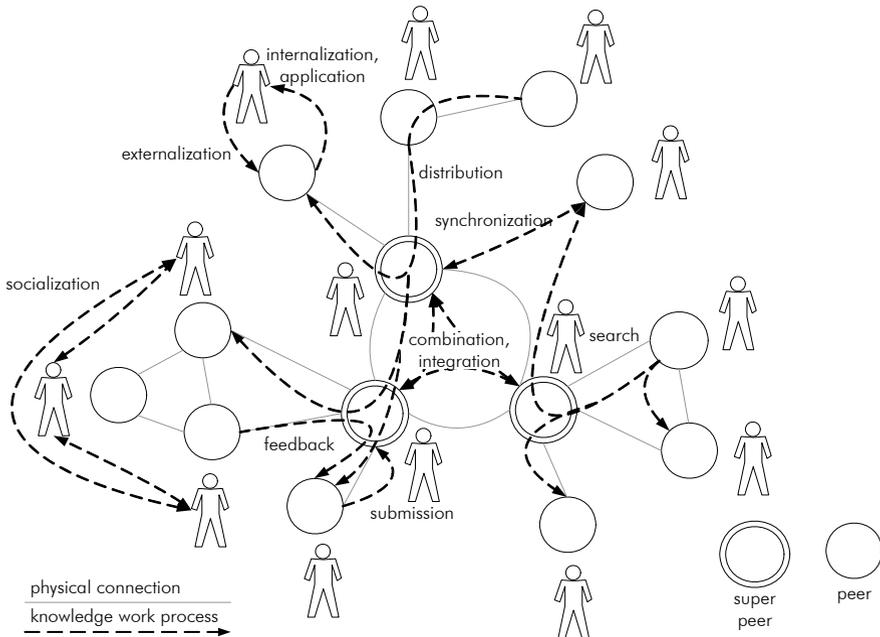 internalization,
application
externalization
distribution
synchronization
socialization
combination,
integration
search
feedback
submission
physical connection
knowledge work process
super
peer
peer